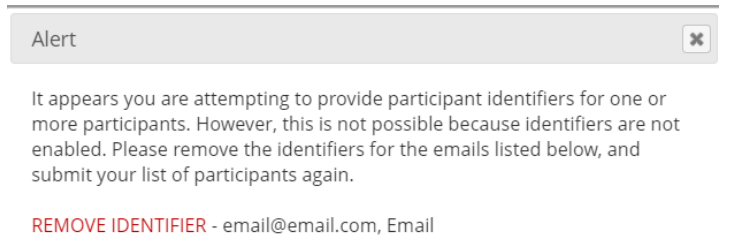 Alert
It appears you are attempting to provide participant identifiers for one or
more participants. However, this is not possible because identifiers are not
enabled. Please remove the identifiers for the emails listed below, and
submit your list of participants again.
REMOVE IDENTIFIER - email@email.com, Email